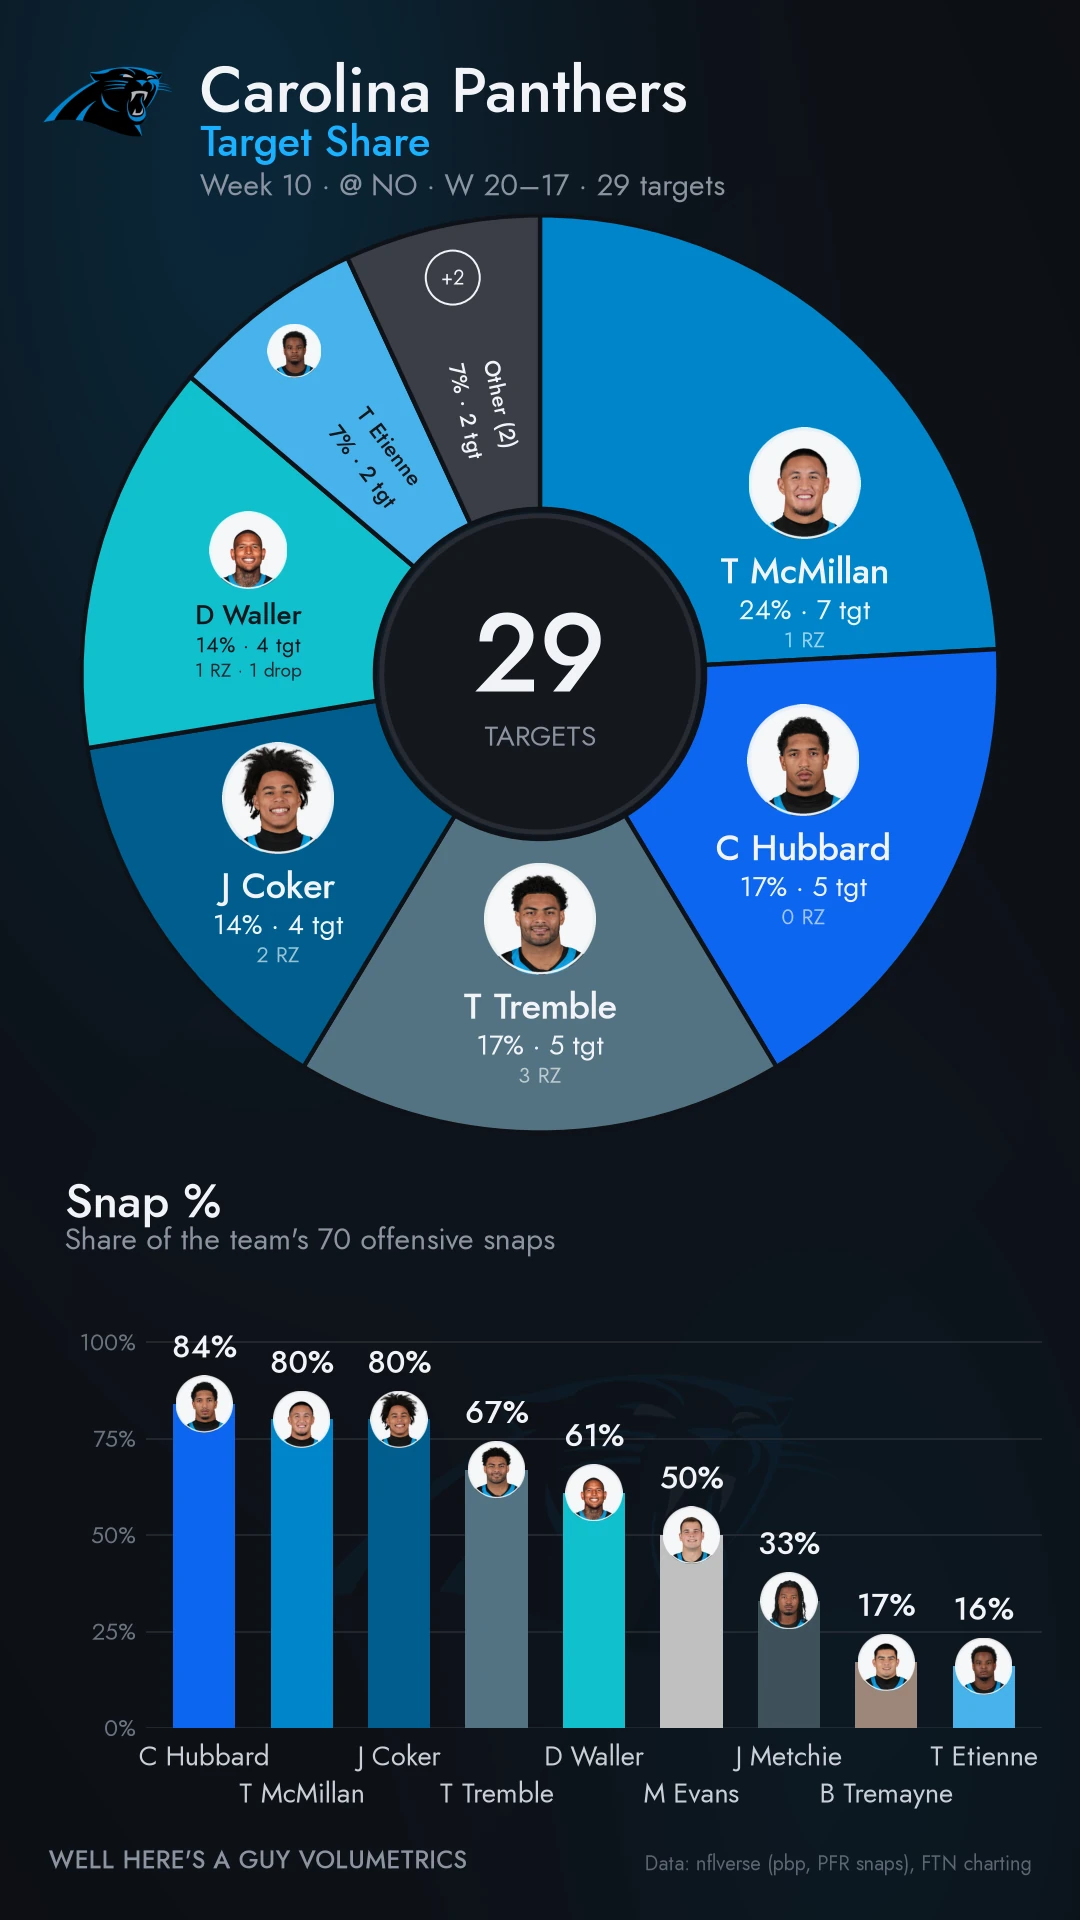 Carolina Panthers
Target Share
Week 10 · @ NO · W 20–17 · 29 targets
+2
Other (2)
7% · 2 tgt
T Etienne
7% · 2 tgt
T McMillan
24% · 7 tgt
1 RZ
D Waller
14% · 4 tgt
1 RZ · 1 drop
29
TARGETS
C Hubbard
17% · 5 tgt
0 RZ
J Coker
14% · 4 tgt
2 RZ
T Tremble
17% · 5 tgt
3 RZ
Snap %
Share of the team's 70 offensive snaps
100%
75%
50%
25%
0%
84%
80%
80%
67%
61%
50%
33%
17%
16%
C Hubbard
T McMillan
J Coker
T Tremble
D Waller
M Evans
J Metchie
B Tremayne
T Etienne
WELL HERE'S A GUY VOLUMETRICS
Data: nflverse (pbp, PFR snaps), FTN charting